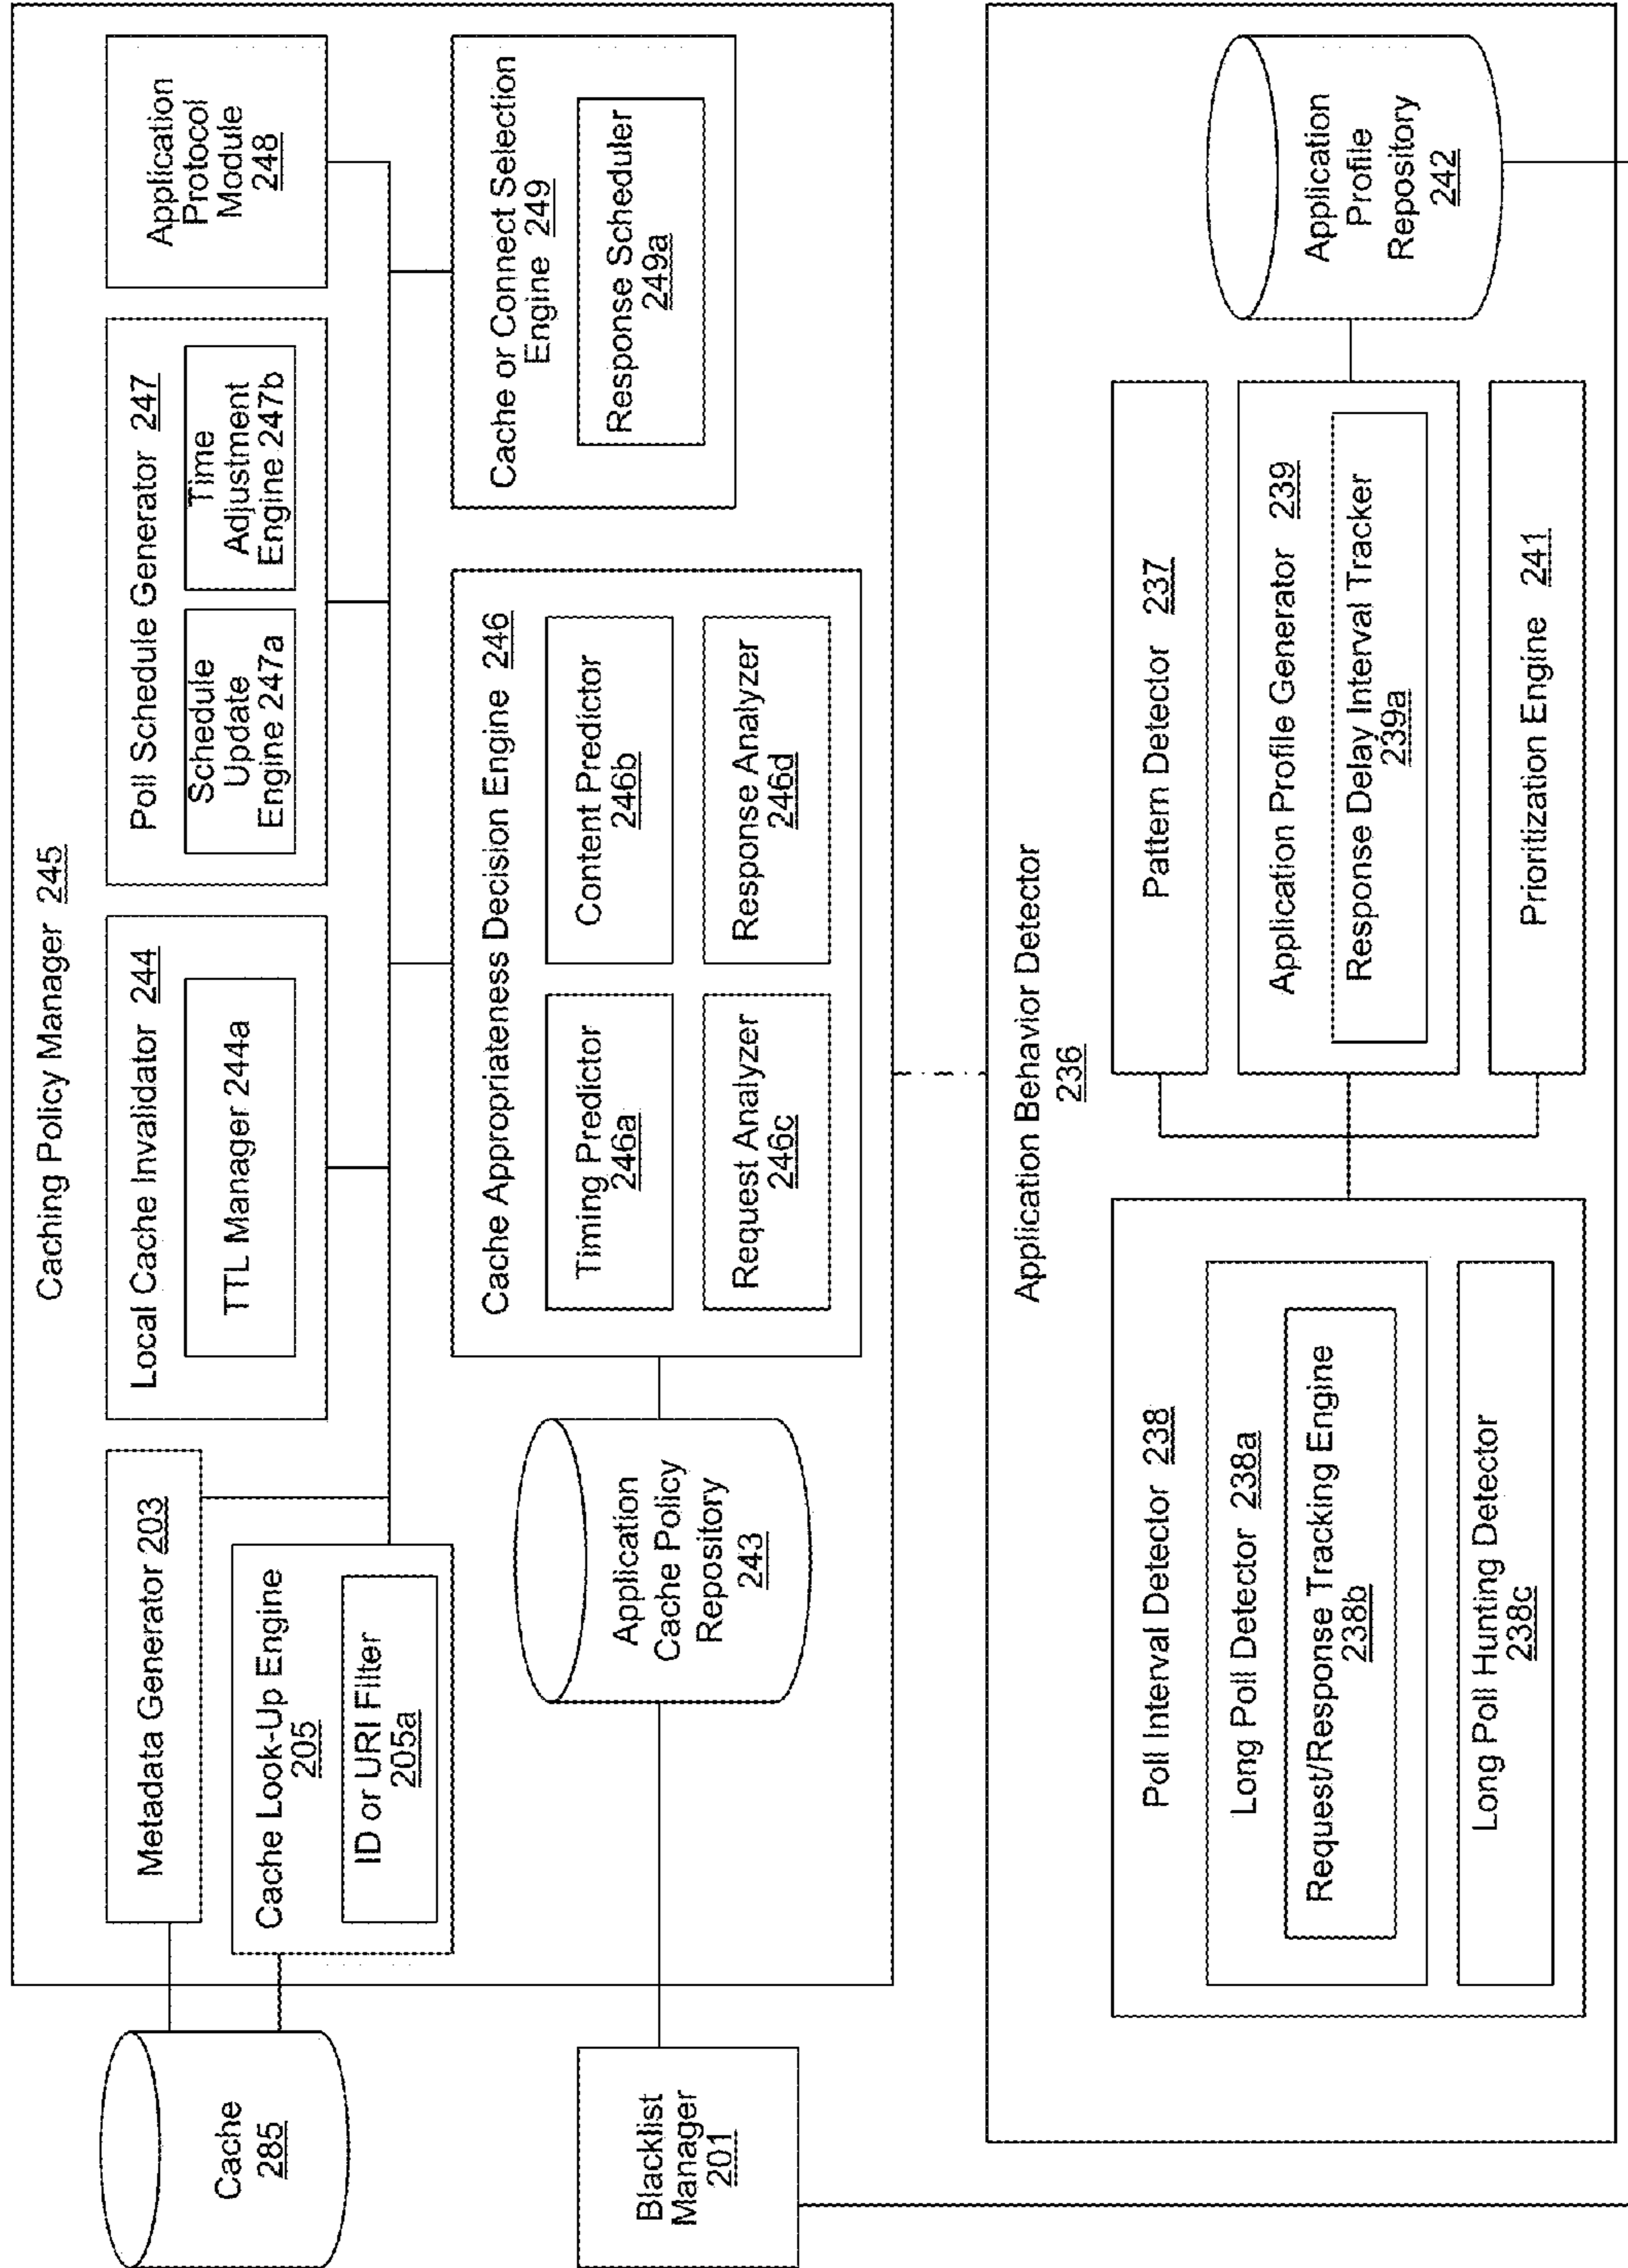 Caching Policy Manager 245
Cache
285
Metadata Generator 203
Cache Look-Up Engine
205
ID or URI Filter
205a
Local Cache Invalidator 244
TTL Manager 244a
Poll Schedule Generator 247
Schedule
Update
Engine 247a
Time
Adjustment
Engine 247b
Application
Protocol
Module
248
Blacklist
Manager
201
Application
Cache Policy
Repository
243
Cache Appropriateness Decision Engine 246
Timing Predictor
246a
Content Predictor
246b
Request Analyzer
246c
Response Analyzer
246d
Cache or Connect Selection
Engine 249
Response Scheduler
249a
Application Behavior Detector
236
Poll Interval Detector 238
Long Poll Detector 238a
Request/Response Tracking Engine
238b
Long Poll Hunting Detector
238c
Pattern Detector 237
Application Profile Generator 239
Response Delay Interval Tracker
239a
Prioritization Engine 241
Application
Profile
Repository
242